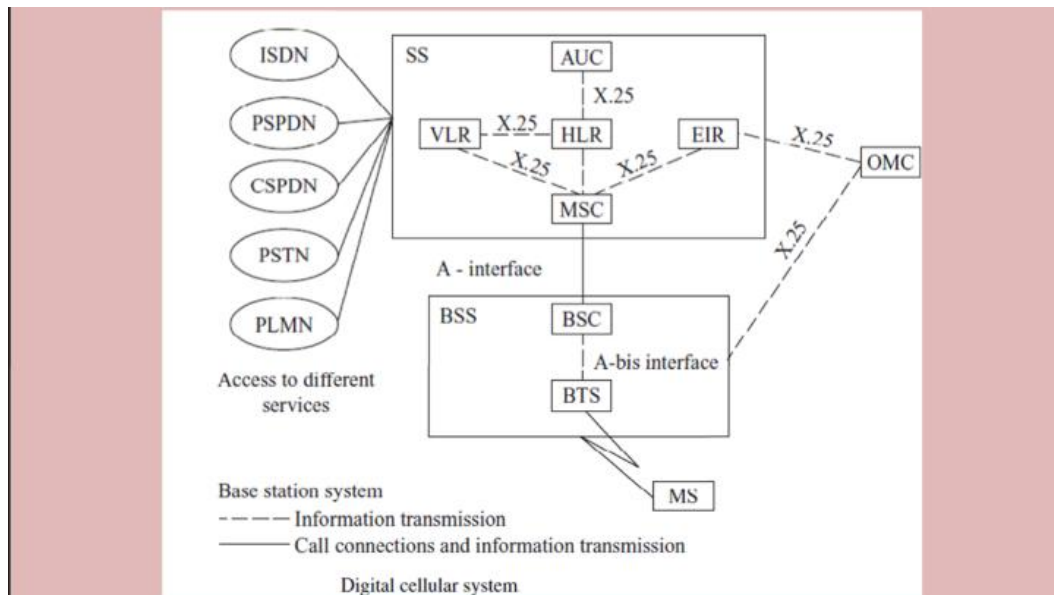 ISDN
PSPDN
CSPDN
PSTN
PLMN
Access to different
services
SS
AUC
X.25
VLR
X.25
HLR
EIR
X.25
X.25
MSC
X.25
OMC
X.25
A - interface
BSS
BSC
A-bis interface
BTS
MS
Base station system
Information transmission
Call connections and information transmission
Digital cellular system